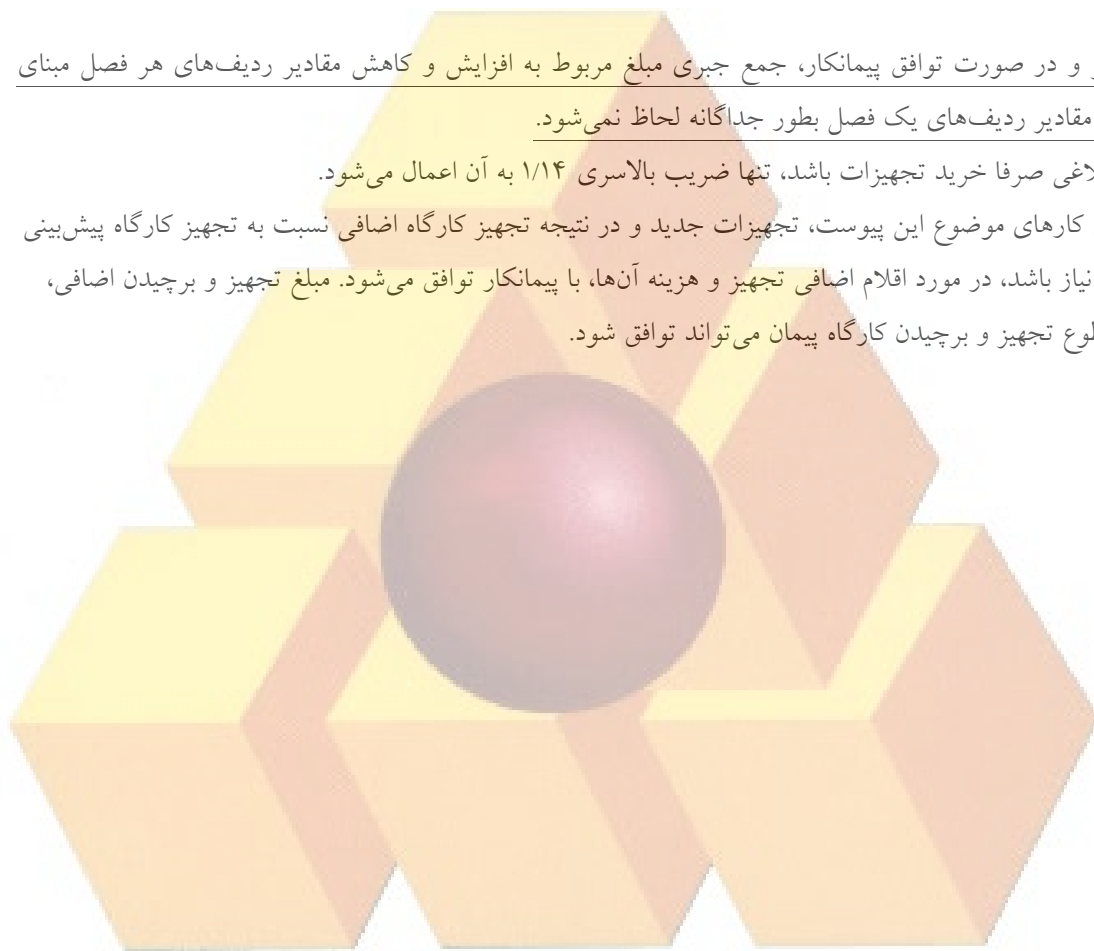 و در صورت توافق پیمانکار، جمع جبری مبلغ مربوط به افزایش و کاهش مقادیر ردیف‌های هر فصل مبنای
مقادیر ردیف‌های یک فصل بطور جداگانه لحاظ نمی‌شود.
صرفا خرید تجهیزات باشد، تنها ضریب بالاسری ۱/۱۴ به آن اعمال می‌شود.
کارهای موضوع این پیوست، تجهیزات جدید و در نتیجه تجهیز کارگاه اضافی نسبت به تجهیز کارگاه پیش‌بینی
نیاز باشد، در مورد اقلام اضافی تجهیز و هزینه آن‌ها، با پیمانکار توافق می‌شود. مبلغ تجهیز و برچیدن اضافی،
تجهیز و برچیدن کارگاه پیمان می‌تواند توافق شود.